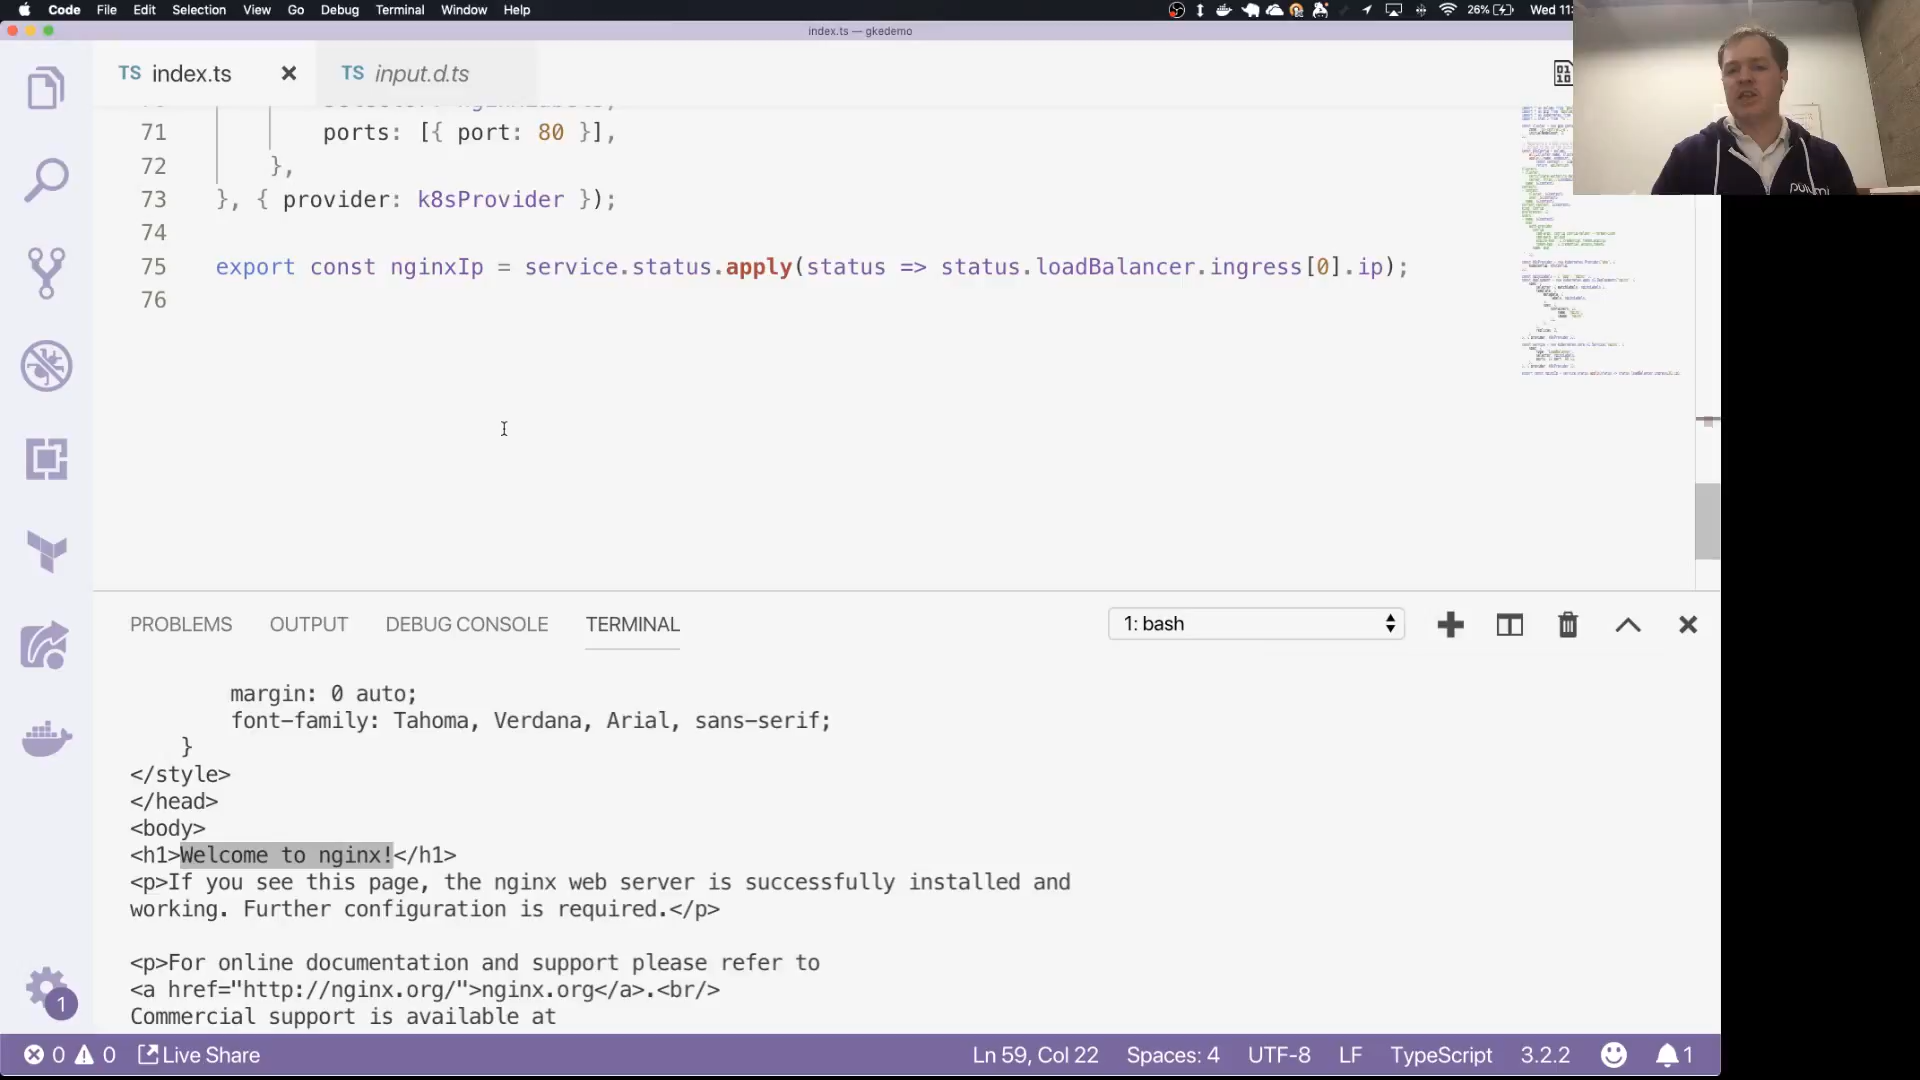 Code File Edit Selection View Go Debug Terminal Window Help 26% Wed 11:
index.ts — gkedemo
TS index.ts
TS input.d.ts
71 ports: [{ port: 80 }],
72 },
73 }, { provider: k8sProvider });
74
75 export const nginxIp = service.status.apply(status => status.loadBalancer.ingress[0].ip);
76
PROBLEMS OUTPUT DEBUG CONSOLE TERMINAL 1: bash
margin: 0 auto;
font-family: Tahoma, Verdana, Arial, sans-serif;
}
</style>
</head>
<body>
<h1>Welcome to nginx!</h1>
<p>If you see this page, the nginx web server is successfully installed and
working. Further configuration is required.</p>
<p>For online documentation and support please refer to
<a href="http://nginx.org/">nginx.org</a>.<br/>
Commercial support is available at
1
0 0 Live Share Ln 59, Col 22 Spaces: 4 UTF-8 LF TypeScript 3.2.2 1